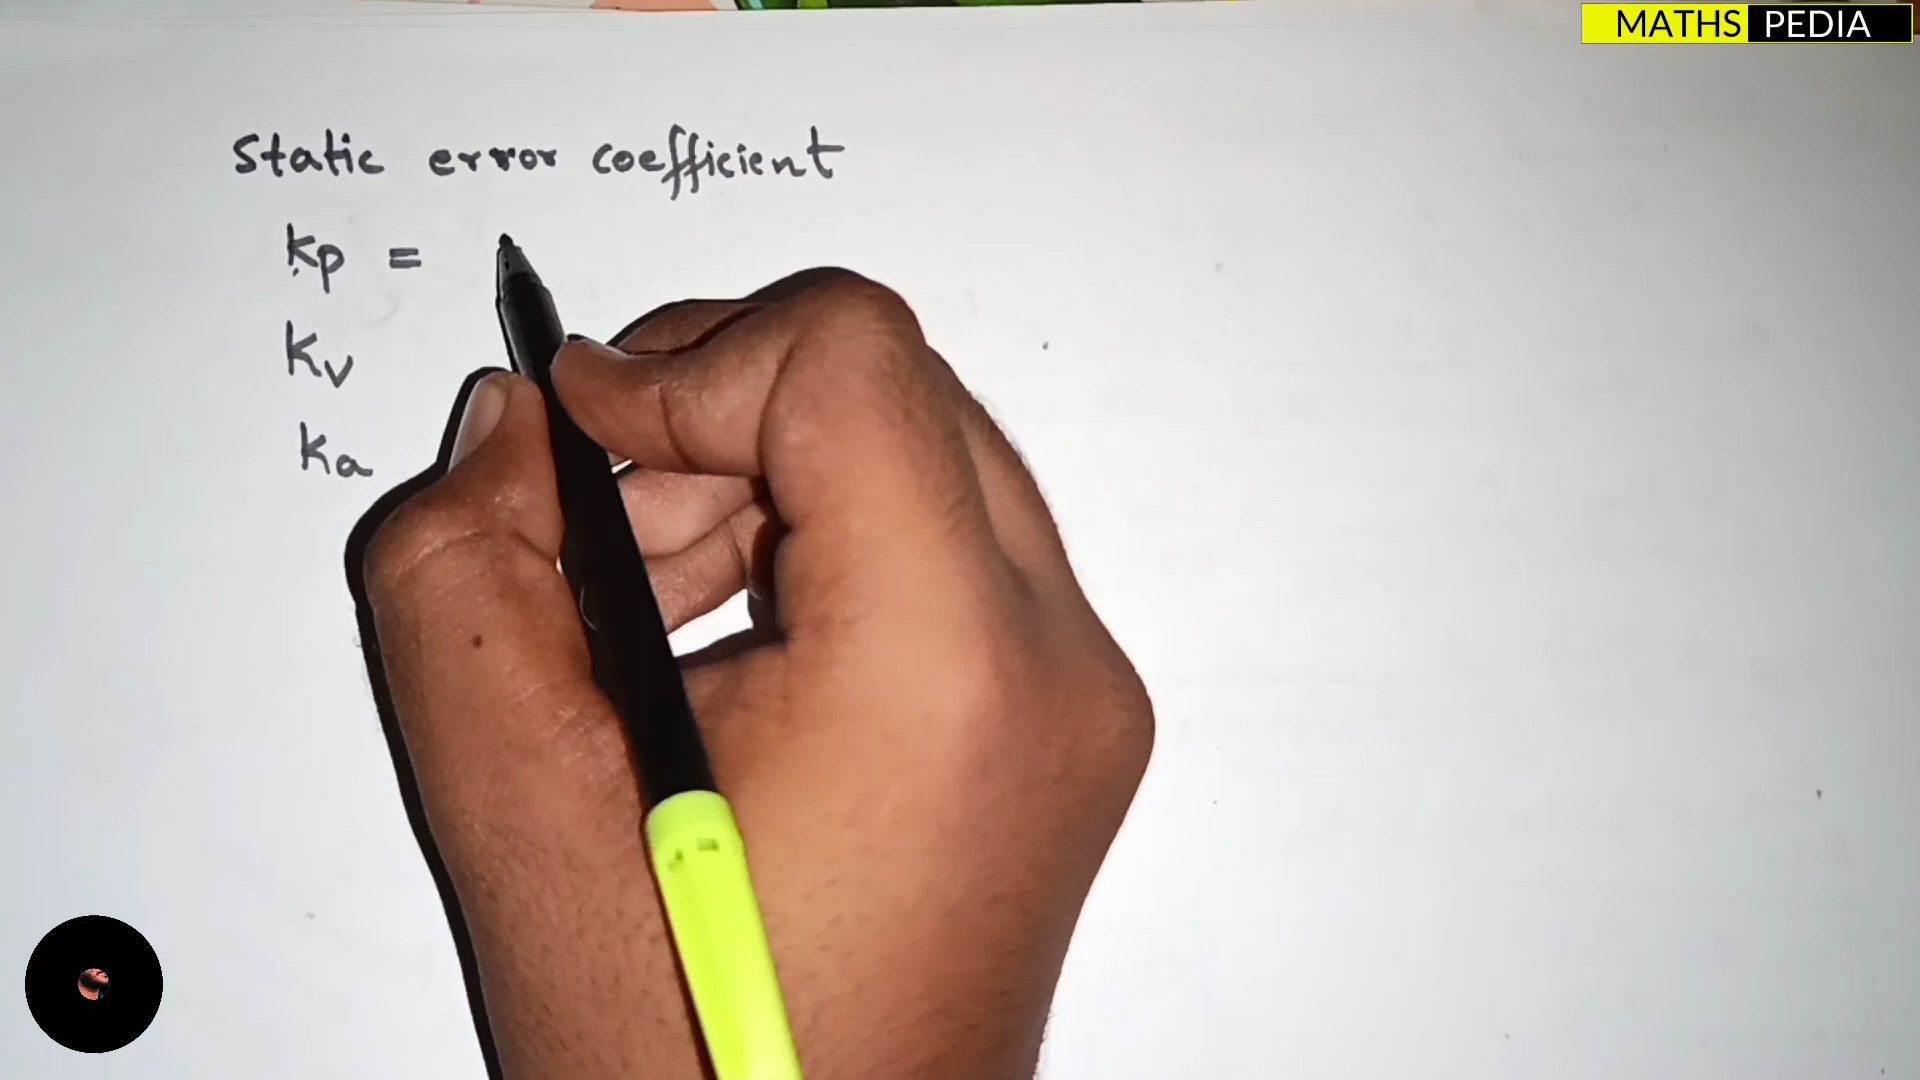 MATHS PEDIA
Static error coefficient
Kp =
Kv
Ka